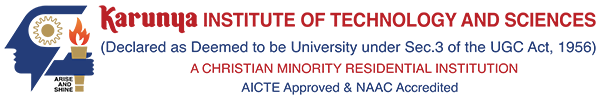 Karunya INSTITUTE OF TECHNOLOGY AND SCIENCES
(Declared as Deemed to be University under Sec.3 of the UGC Act, 1956)
A CHRISTIAN MINORITY RESIDENTIAL INSTITUTION
AICTE Approved & NAAC Accredited
ARISE
AND
SHINE